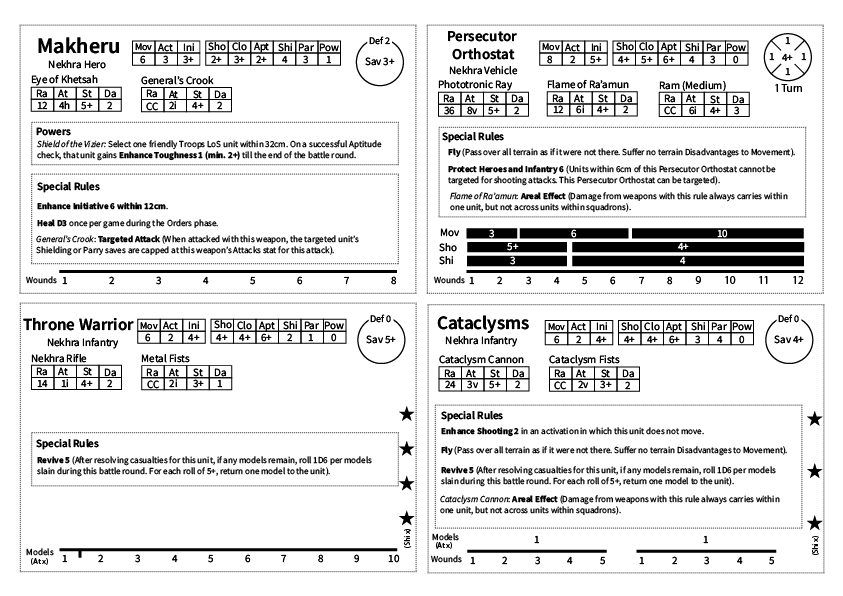 Makheru
Nekhra Hero
Mov Act Ini Sho Clo Apt Shi Par Pow
6 3 3+ 2+ 3+ 2+ 4 3 1
Def 2
Sav 3+
Eye of Khetsah
Ra At St Da
12 4h 5+ 2
General's Crook
Ra At St Da
CC 2i 4+ 2
Powers
Shield of the Vizier: Select one friendly Troops LoS unit within 32cm. On a successful Aptitude
check, that unit gains Enhance Toughness 1 (min. 2+) till the end of the battle round.
Special Rules
Enhance Initiative 6 within 12cm.
Heal D3 once per game during the Orders phase.
General's Crook: Targeted Attack (When attacked with this weapon, the targeted unit's
Shielding or Parry saves are capped at this weapon's Attacks stat for this attack).
Wounds 1 2 3 4 5 6 7 8
Persecutor
Orthostat
Nekhra Vehicle
Mov Act Ini Sho Clo Apt Shi Par Pow
8 2 5+ 4+ 5+ 6+ 4 3 0
1
1 4+ 1
1
1 Turn
Phototronic Ray
Ra At St Da
36 8v 5+ 2
Flame of Ra'amun
Ra At St Da
12 6i 4+ 2
Ram (Medium)
Ra At St Da
CC 6i 4+ 3
Special Rules
Fly (Pass over all terrain as if it were not there. Suffer no terrain Disadvantages to Movement).
Protect Heroes and Infantry 6 (Units within 6cm of this Persecutor Orthostat cannot be
targeted for shooting attacks. This Persecutor Orthostat can be targeted).
Flame of Ra'amun: Areal Effect (Damage from weapons with this rule always carries within
one unit, but not across units within squadrons).
Mov 3 6 10
Sho 5+ 4+
Shi 3 4
Wounds 1 2 3 4 5 6 7 8 9 10 11 12
Throne Warrior
Nekhra Infantry
Mov Act Ini Sho Clo Apt Shi Par Pow
6 2 4+ 4+ 4+ 6+ 2 1 0
Def 0
Sav 5+
Nekhra Rifle
Ra At St Da
14 1i 4+ 2
Metal Fists
Ra At St Da
CC 2i 3+ 1
Special Rules
Revive 5 (After resolving casualties for this unit, if any models remain, roll 1D6 per models
slain during this battle round. For each roll of 5+, return one model to the unit).
(Shi x)
Models
(At x)
1 2 3 4 5 6 7 8 9 10
Cataclysms
Nekhra Infantry
Mov Act Ini Sho Clo Apt Shi Par Pow
6 2 4+ 4+ 4+ 6+ 3 4 0
Def 0
Sav 4+
Cataclysm Cannon
Ra At St Da
24 3v 5+ 2
Cataclysm Fists
Ra At St Da
CC 2v 3+ 2
Special Rules
Enhance Shooting 2 in an activation in which this unit does not move.
Fly (Pass over all terrain as if it were not there. Suffer no terrain Disadvantages to Movement).
Revive 5 (After resolving casualties for this unit, if any models remain, roll 1D6 per models
slain during this battle round. For each roll of 5+, return one model to the unit).
Cataclysm Cannon: Areal Effect (Damage from weapons with this rule always carries within
one unit, but not across units within squadrons).
(Shi x)
Models
(At x)
1 1
Wounds 1 2 3 4 5 1 2 3 4 5